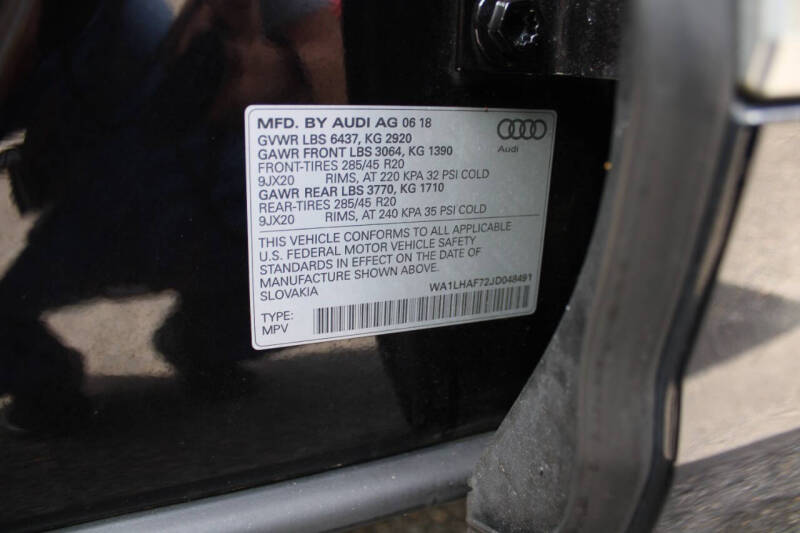 MFD. BY AUDI AG 06 18
GVWR LBS 6437, KG 2920
GAWR FRONT LBS 3064, KG 1390
FRONT-TIRES 285/45 R20
9JX20 RIMS, AT 220 KPA 32 PSI COLD
GAWR REAR LBS 3770, KG 1710
REAR-TIRES 285/45 R20
9JX20 RIMS, AT 240 KPA 35 PSI COLD
Audi
THIS VEHICLE CONFORMS TO ALL APPLICABLE
U.S. FEDERAL MOTOR VEHICLE SAFETY
STANDARDS IN EFFECT ON THE DATE OF
MANUFACTURE SHOWN ABOVE.
SLOVAKIA WA1LHAF72JD048491
TYPE:
MPV